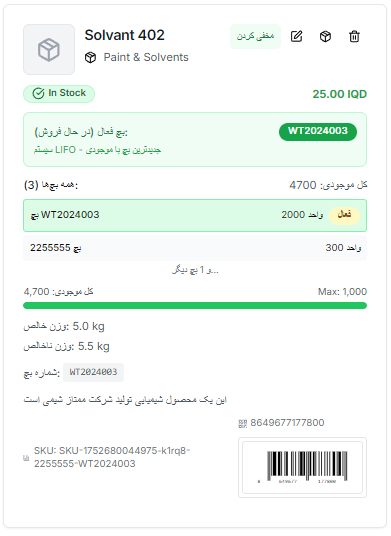 Solvant 402
مخفی کردن
Paint & Solvents
In Stock
25.00 IQD
بچ فعال (در حال فروش):
WT2024003
سیستم LIFO - جدیدترین بچ با موجودی
همه بچ‌ها (3):
کل موجودی: 4700
بچ WT2024003
2000 واحد
فعال
بچ 2255555
300 واحد
و 1 بچ دیگر...
کل موجودی: 4,700
Max: 1,000
وزن خالص: 5.0 kg
وزن ناخالص: 5.5 kg
شماره بچ:
WT2024003
این یک محصول شیمیایی تولید شرکت ممتاز شیمی است
8649677177800
SKU: SKU-1752680044975-k1rq8-
2255555-WT2024003
8 649677 177800